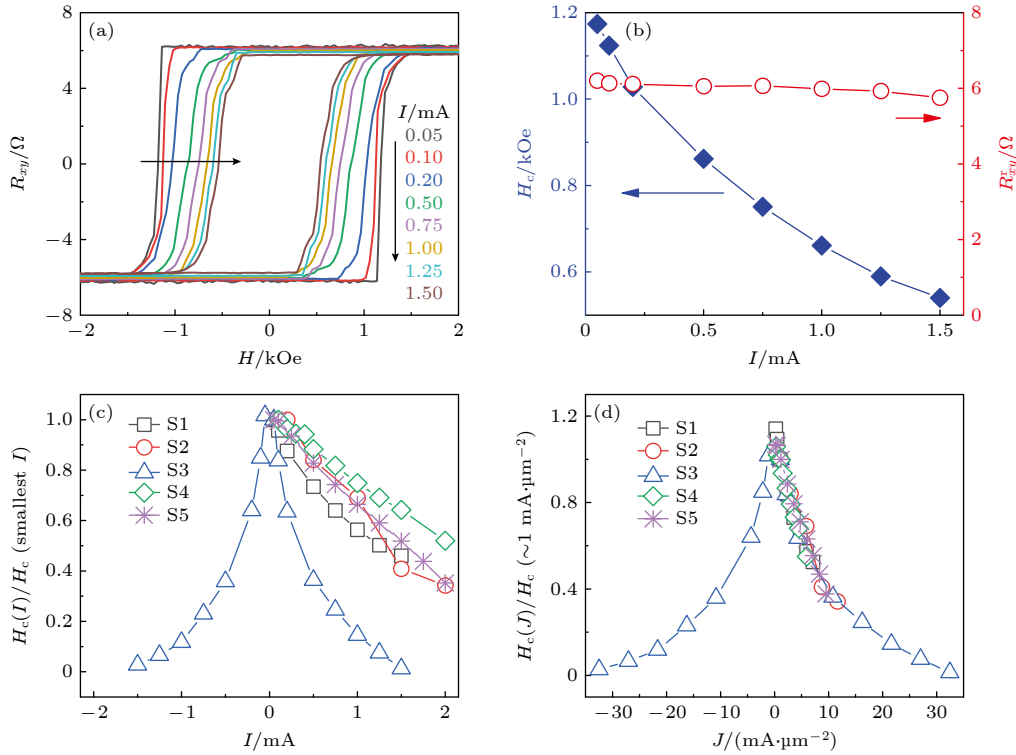 (a)
8
4
0
−4
−8
−2
−1
0
1
2
R_xy/Ω
H/kOe
I/mA
0.05
0.10
0.20
0.50
0.75
1.00
1.25
1.50
(b)
1.2
1.0
0.8
0.6
0
0.5
1.0
1.5
8
6
4
2
0
H_c/kOe
I/mA
R^r_xy/Ω
(c)
S1
S2
S3
S4
S5
1.0
0.8
0.6
0.4
0.2
0
−2
−1
0
1
2
H_c(I)/H_c (smallest I)
I/mA
(d)
S1
S2
S3
S4
S5
1.2
0.8
0.4
0
−30
−20
−10
0
10
20
30
H_c(J)/H_c (~1 mA·μm⁻²)
J/(mA·μm⁻²)